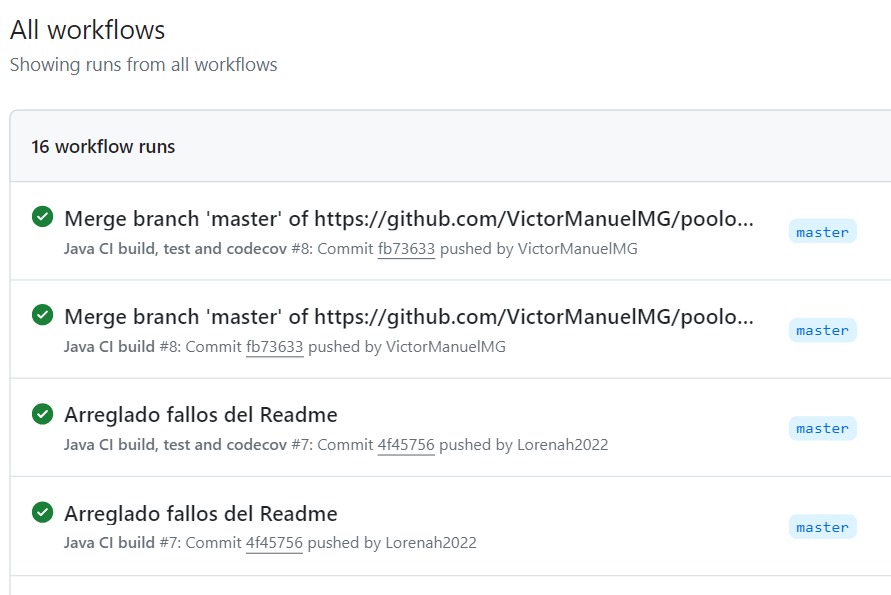 All workflows
Showing runs from all workflows
16 workflow runs
Merge branch 'master' of https://github.com/VictorManuelMG/poolo...
master
Java CI build, test and codecov #8: Commit fb73633 pushed by VictorManuelMG
Merge branch 'master' of https://github.com/VictorManuelMG/poolo...
master
Java CI build #8: Commit fb73633 pushed by VictorManuelMG
Arreglado fallos del Readme
master
Java CI build, test and codecov #7: Commit 4f45756 pushed by Lorenah2022
Arreglado fallos del Readme
master
Java CI build #7: Commit 4f45756 pushed by Lorenah2022